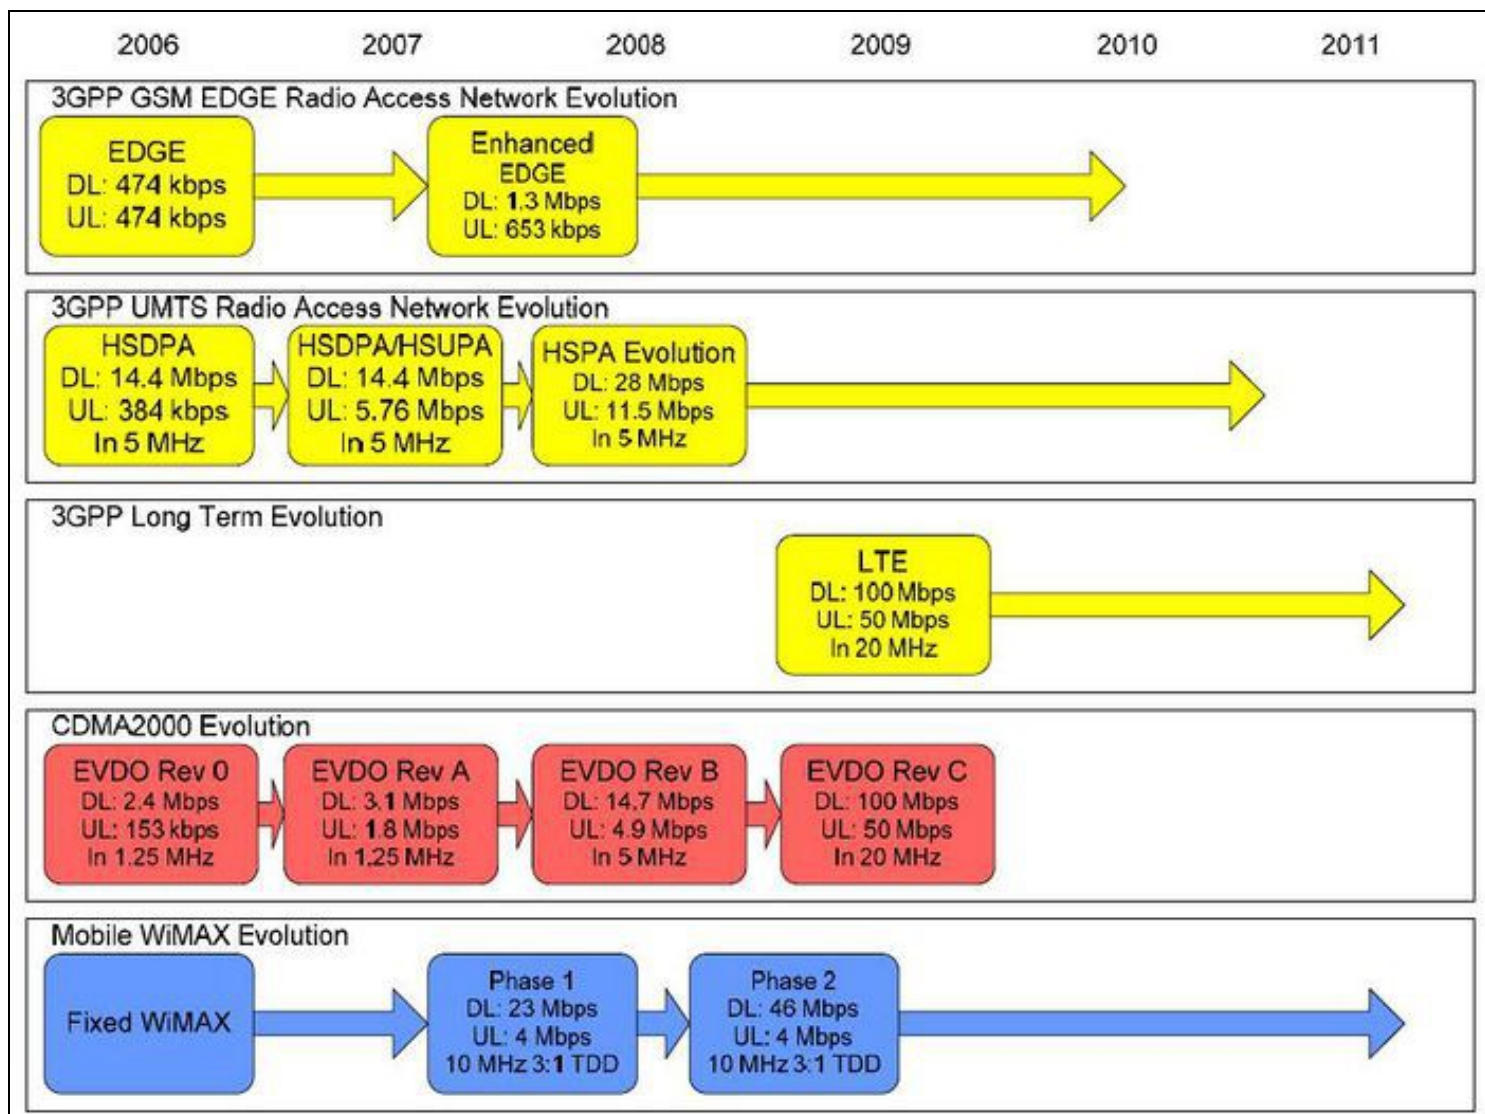 2006 2007 2008 2009 2010 2011
3GPP GSM EDGE Radio Access Network Evolution
EDGE
DL: 474 kbps
UL: 474 kbps
Enhanced
EDGE
DL: 1.3 Mbps
UL: 653 kbps
3GPP UMTS Radio Access Network Evolution
HSDPA
DL: 14.4 Mbps
UL: 384 kbps
In 5 MHz
HSDPA/HSUPA
DL: 14.4 Mbps
UL: 5.76 Mbps
In 5 MHz
HSPA Evolution
DL: 28 Mbps
UL: 11.5 Mbps
In 5 MHz
3GPP Long Term Evolution
LTE
DL: 100 Mbps
UL: 50 Mbps
In 20 MHz
CDMA2000 Evolution
EVDO Rev 0
DL: 2.4 Mbps
UL: 153 kbps
In 1.25 MHz
EVDO Rev A
DL: 3.1 Mbps
UL: 1.8 Mbps
In 1.25 MHz
EVDO Rev B
DL: 14.7 Mbps
UL: 4.9 Mbps
In 5 MHz
EVDO Rev C
DL: 100 Mbps
UL: 50 Mbps
In 20 MHz
Mobile WiMAX Evolution
Fixed WiMAX
Phase 1
DL: 23 Mbps
UL: 4 Mbps
10 MHz 3:1 TDD
Phase 2
DL: 46 Mbps
UL: 4 Mbps
10 MHz 3:1 TDD